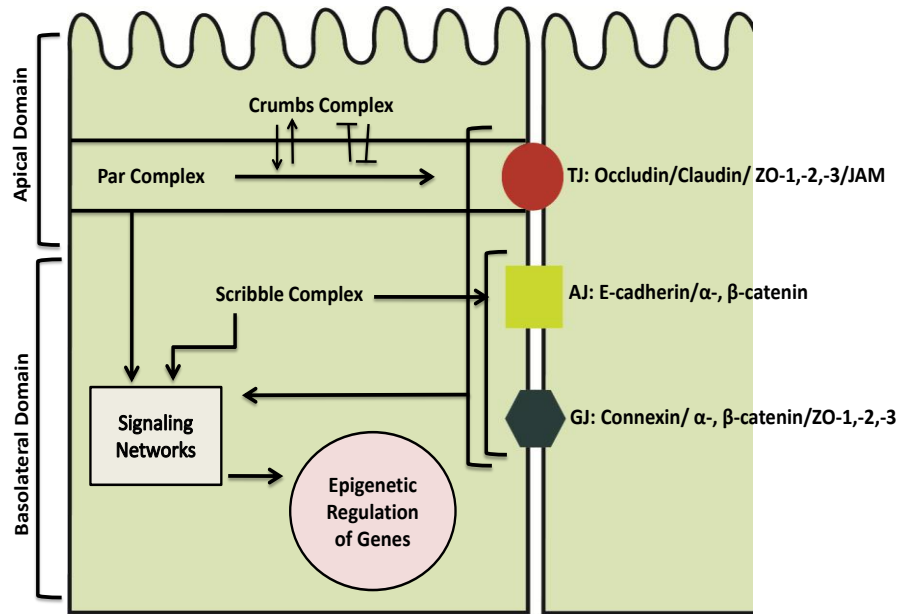 Apical Domain
Crumbs Complex
Par Complex
TJ: Occludin/Claudin/ ZO-1,-2,-3/JAM
Basolateral Domain
Scribble Complex
AJ: E-cadherin/α-, β-catenin
Signaling
Networks
GJ: Connexin/ α-, β-catenin/ZO-1,-2,-3
Epigenetic
Regulation
of Genes